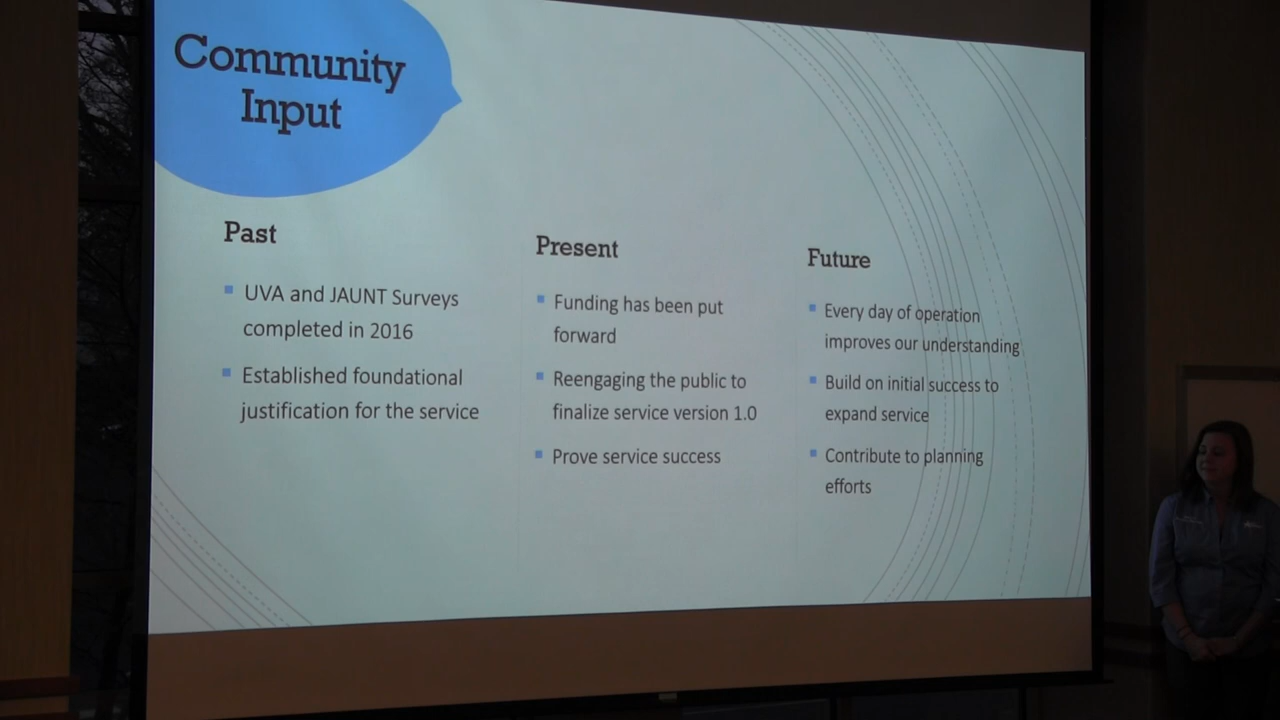 Community
Input
Past
UVA and JAUNT Surveys
completed in 2016
Established foundational
justification for the service
Present
Funding has been put
forward
Reengaging the public to
finalize service version 1.0
Prove service success
Future
Every day of operation
improves our understanding
Build on initial success to
expand service
Contribute to planning
efforts